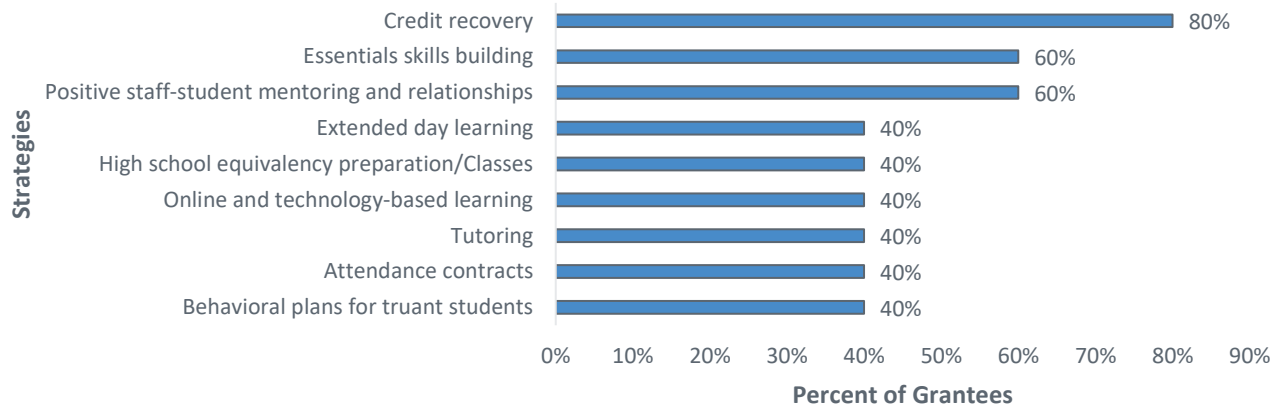 Strategies
Credit recovery 80%
Essentials skills building 60%
Positive staff-student mentoring and relationships 60%
Extended day learning 40%
High school equivalency preparation/Classes 40%
Online and technology-based learning 40%
Tutoring 40%
Attendance contracts 40%
Behavioral plans for truant students 40%
0% 10% 20% 30% 40% 50% 60% 70% 80% 90%
Percent of Grantees